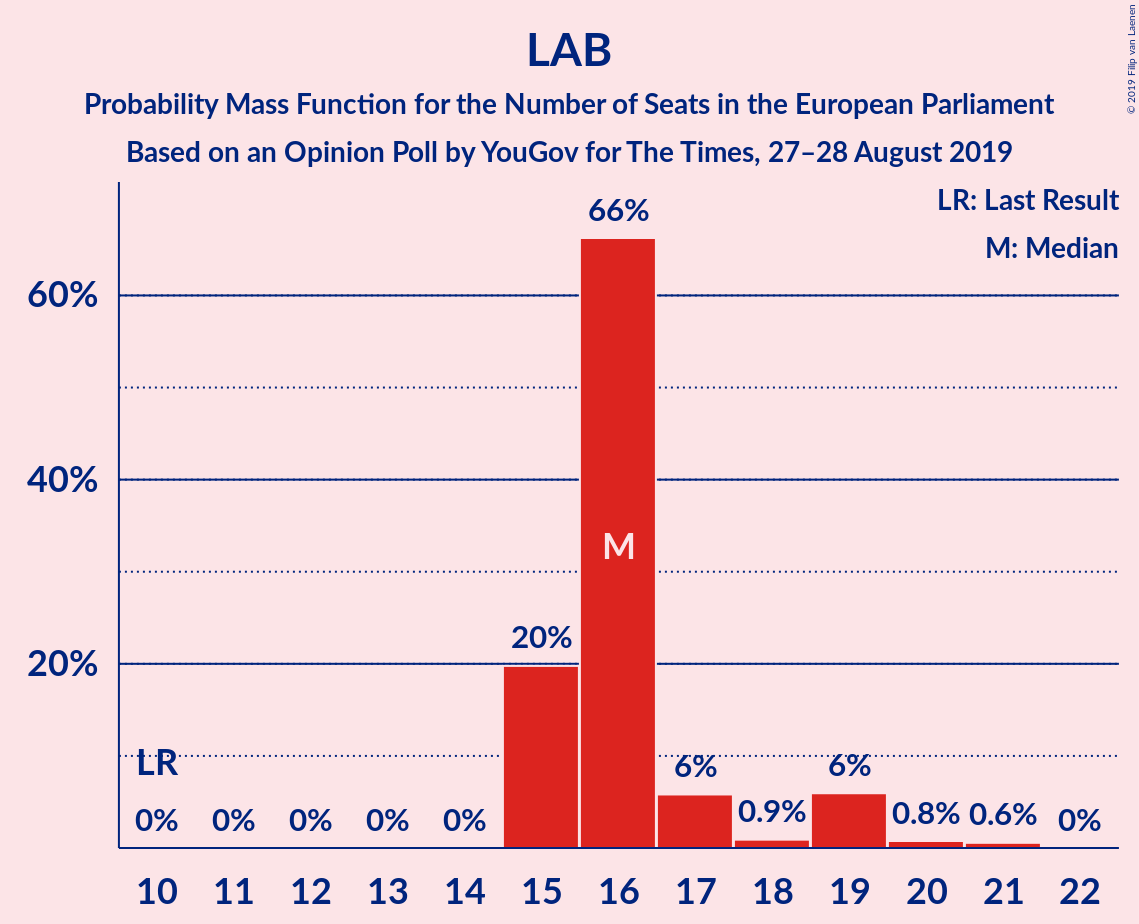 LAB
Probability Mass Function for the Number of Seats in the European Parliament
Based on an Opinion Poll by YouGov for The Times, 27–28 August 2019
© 2019 Filip van Laenen
LR: Last Result
M: Median
66%
60%
40%
M
20%
20%
LR
6%
6%
0%
0%
0%
0%
0%
0.9%
0.8%
0.6%
0%
10 11 12 13 14 15 16 17 18 19 20 21 22